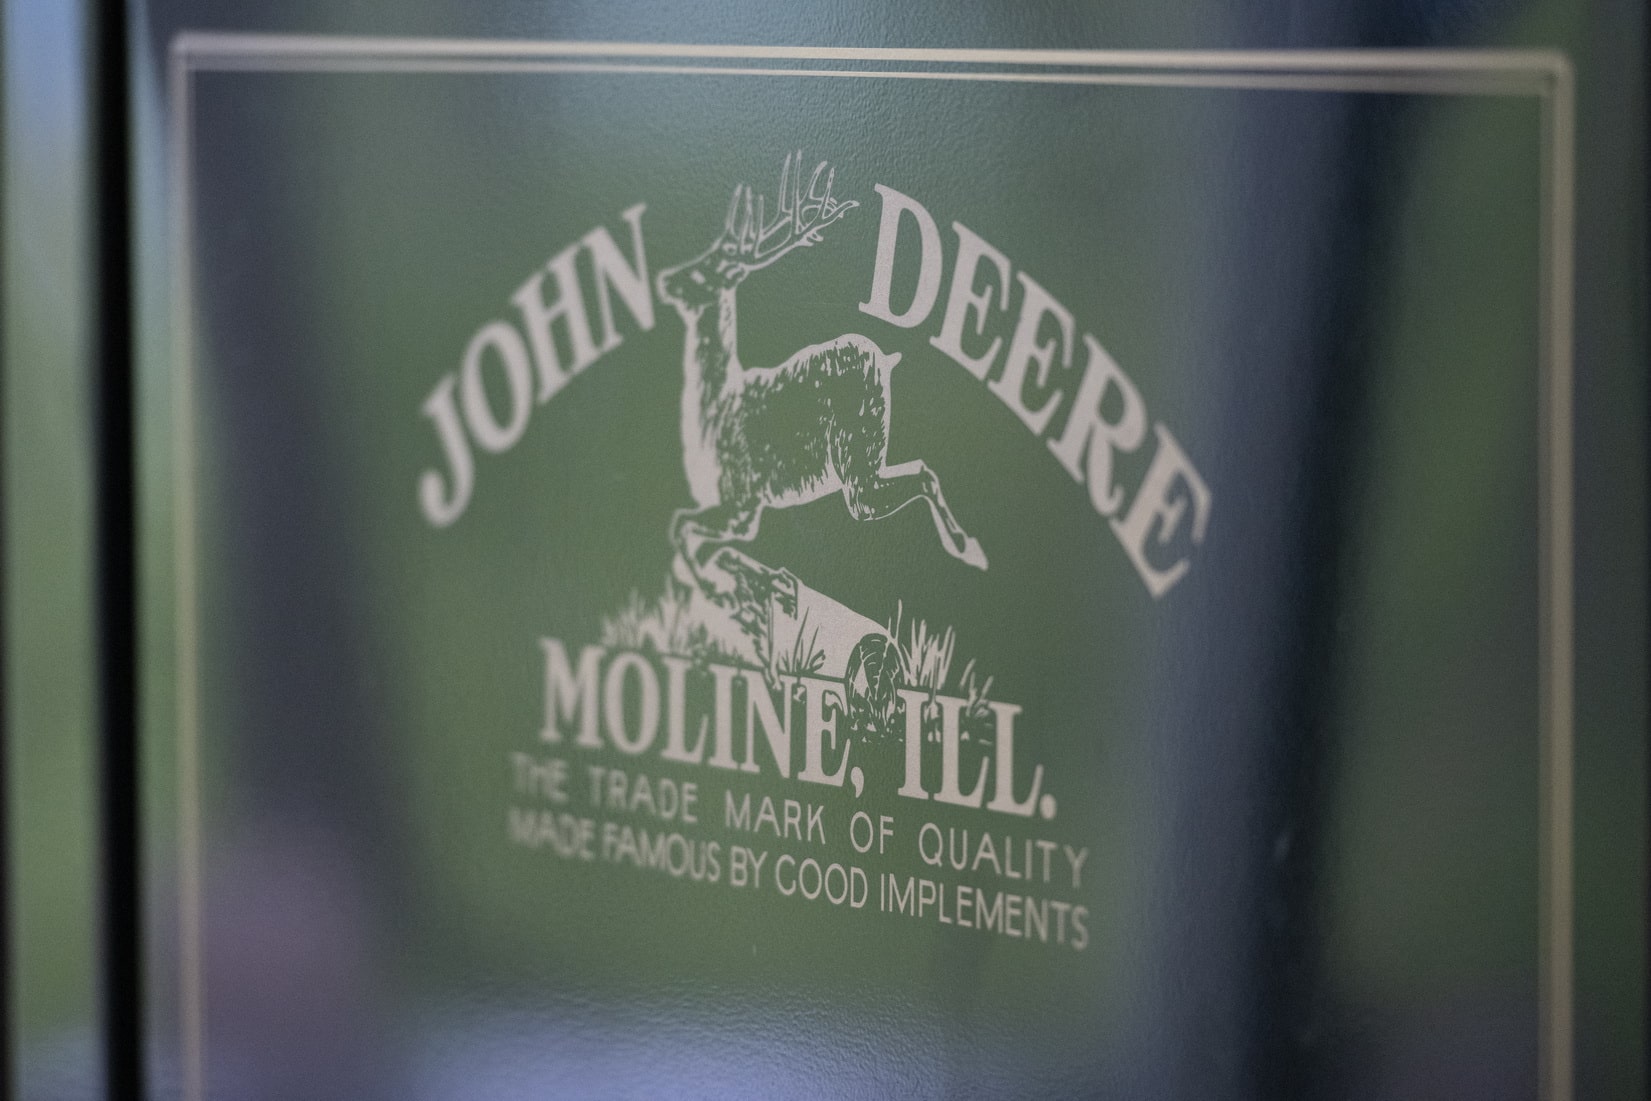 JOHN DEERE
MOLINE, ILL.
THE TRADE MARK OF QUALITY
MADE FAMOUS BY GOOD IMPLEMENTS